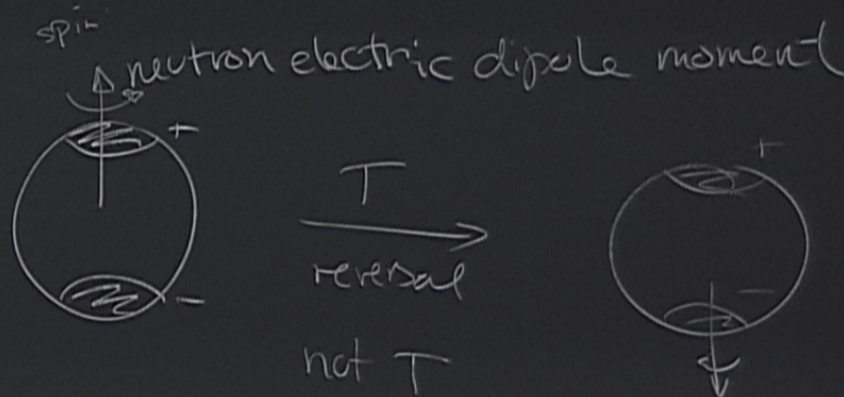 spin
neutron electric dipole moment
+
-
T
reversal
not T
+
-